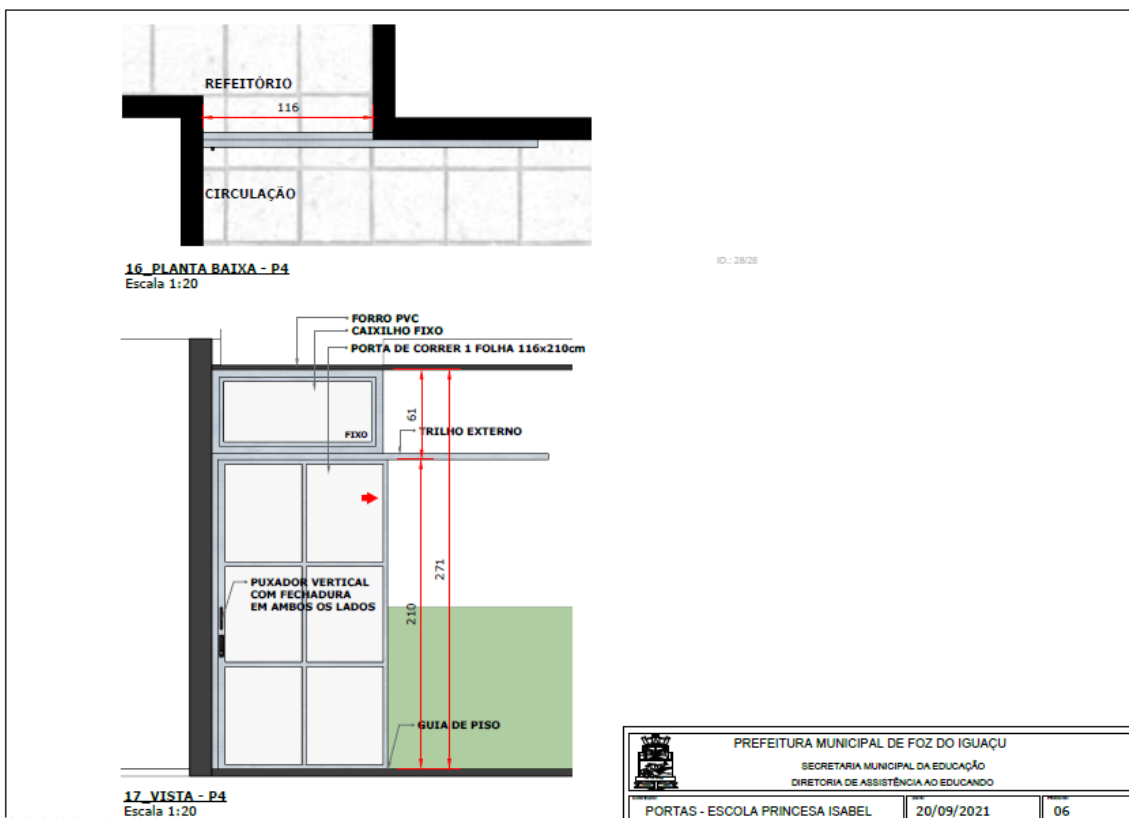 REFEITÓRIO
116
CIRCULAÇÃO
16_PLANTA BAIXA - P4
Escala 1:20
ID.: 28/28
FORRO PVC
CAIXILHO FIXO
PORTA DE CORRER 1 FOLHA 116x210cm
61
FIXO
TRILHO EXTERNO
271
PUXADOR VERTICAL
COM FECHADURA
EM AMBOS OS LADOS
210
GUIA DE PISO
17_VISTA - P4
Escala 1:20
PREFEITURA MUNICIPAL DE FOZ DO IGUAÇU
SECRETARIA MUNICIPAL DA EDUCAÇÃO
DIRETORIA DE ASSISTÊNCIA AO EDUCANDO
PORTAS - ESCOLA PRINCESA ISABEL
20/09/2021
06